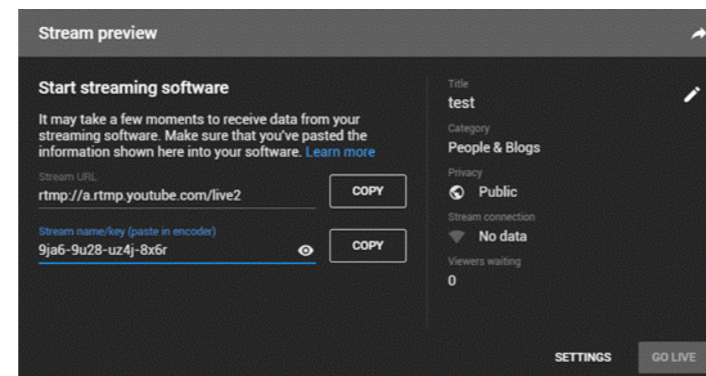 Stream preview
Start streaming software
It may take a few moments to receive data from your
streaming software. Make sure that you've pasted the
information shown here into your software. Learn more
Stream URL
rtmp://a.rtmp.youtube.com/live2
COPY
Stream name/key (paste in encoder)
9ja6-9u28-uz4j-8x6r
COPY
Title
test
Category
People & Blogs
Privacy
Public
Stream connection
No data
Viewers waiting
0
SETTINGS
GO LIVE